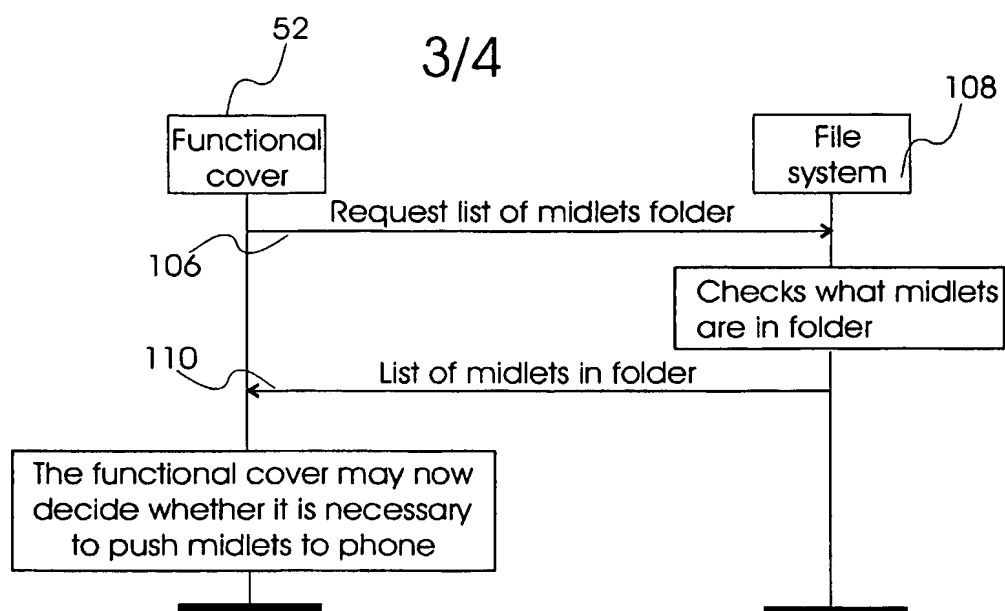 52
3/4
108
Functional
cover
File
system
Request list of midlets folder
106
Checks what midlets
are in folder
110
List of midlets in folder
The functional cover may now
decide whether it is necessary
to push midlets to phone